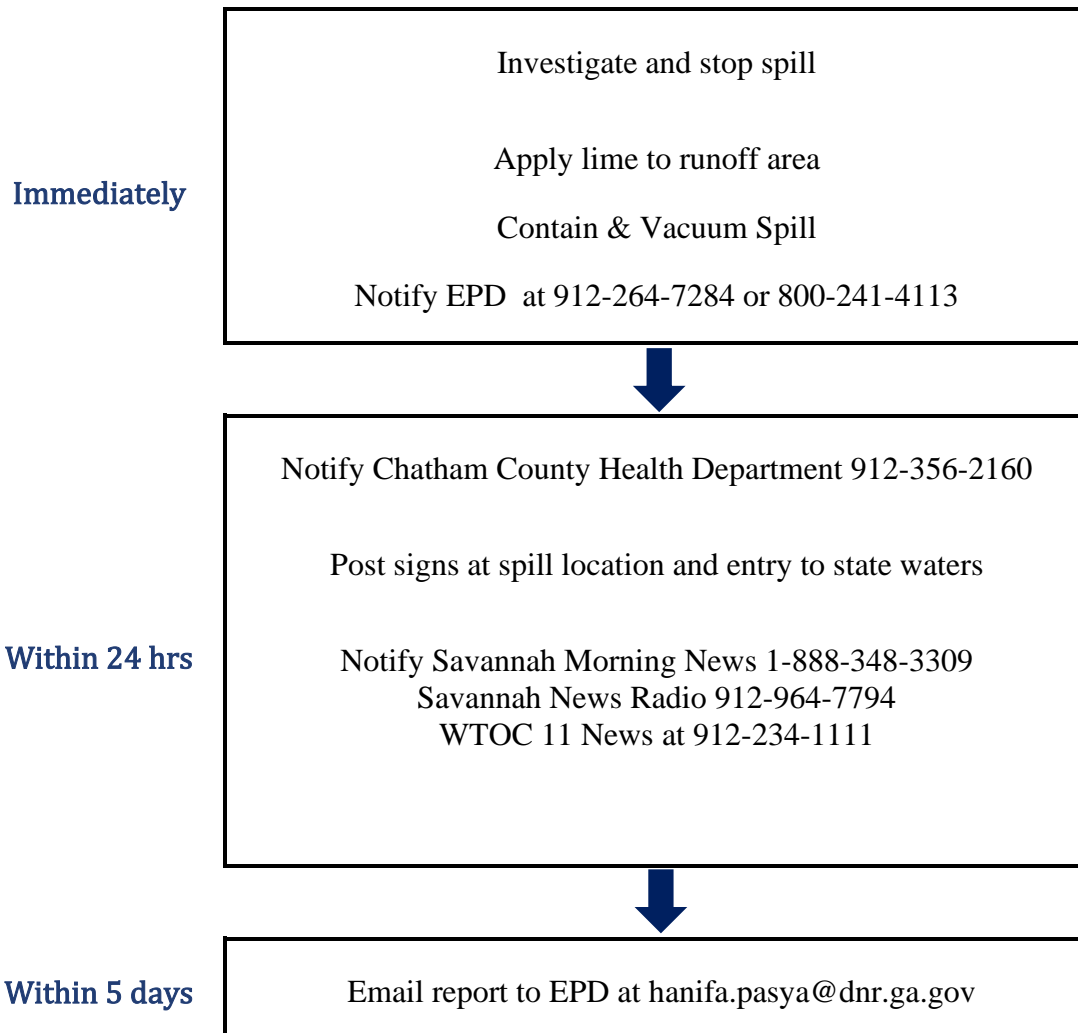 Immediately
Investigate and stop spill
Apply lime to runoff area
Contain & Vacuum Spill
Notify EPD at 912-264-7284 or 800-241-4113
Within 24 hrs
Notify Chatham County Health Department 912-356-2160
Post signs at spill location and entry to state waters
Notify Savannah Morning News 1-888-348-3309
Savannah News Radio 912-964-7794
WTOC 11 News at 912-234-1111
Within 5 days
Email report to EPD at hanifa.pasya@dnr.ga.gov